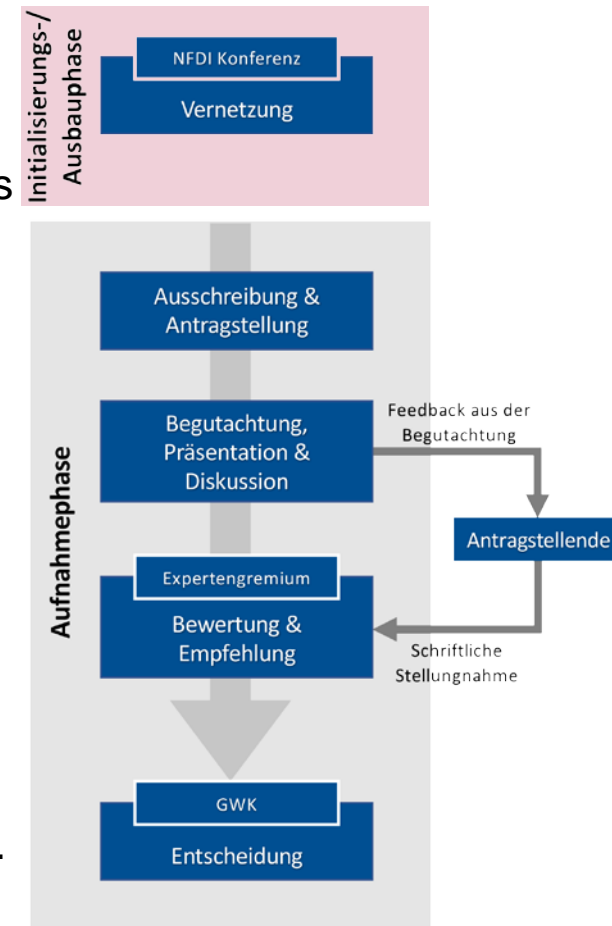 Initialisierungs-/
Ausbauphase
NFDI Konferenz
Vernetzung
s
Aufnahmephase
Ausschreibung &
Antragstellung
Begutachtung,
Präsentation &
Diskussion
Feedback aus der
Begutachtung
Antragstellende
Expertengremium
Bewertung &
Empfehlung
Schriftliche
Stellungnahme
GWK
Entscheidung
.